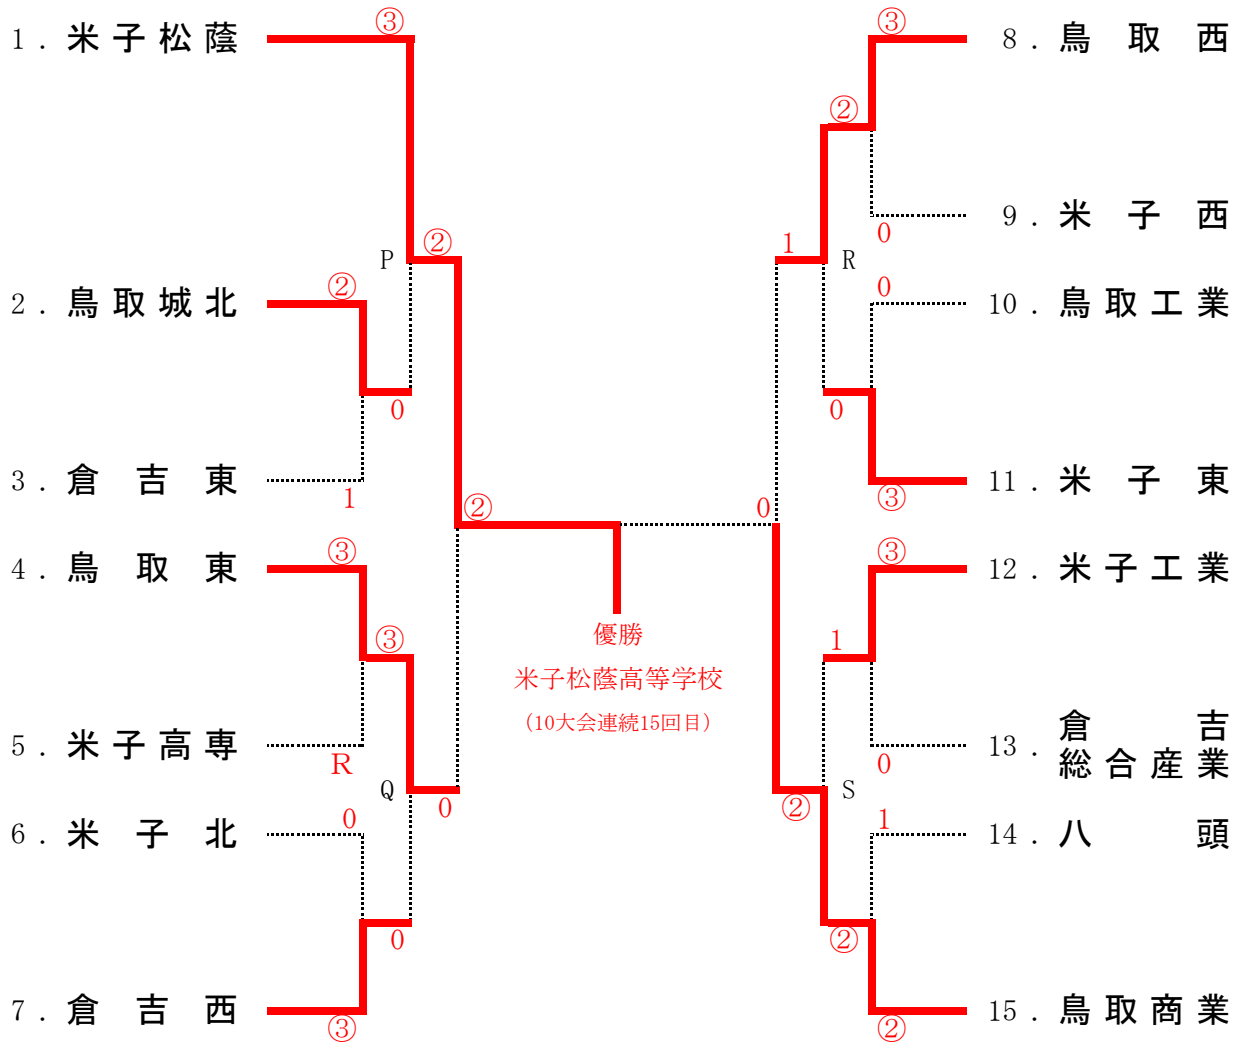 1. 米子松蔭
③
2. 鳥取城北
②
3. 倉吉東
1
P
②
0
4. 鳥取東
③
5. 米子高専
R
③
6. 米子北
0
7. 倉吉西
③
0
Q
0
②
0
優勝
米子松蔭高等学校
(10大会連続15回目)
8. 鳥取西
③
②
9. 米子西
0
1
R
10. 鳥取工業
0
0
11. 米子東
③
12. 米子工業
③
1
13. 倉吉
総合産業
0
②
S
14. 八頭
1
②
15. 鳥取商業
②